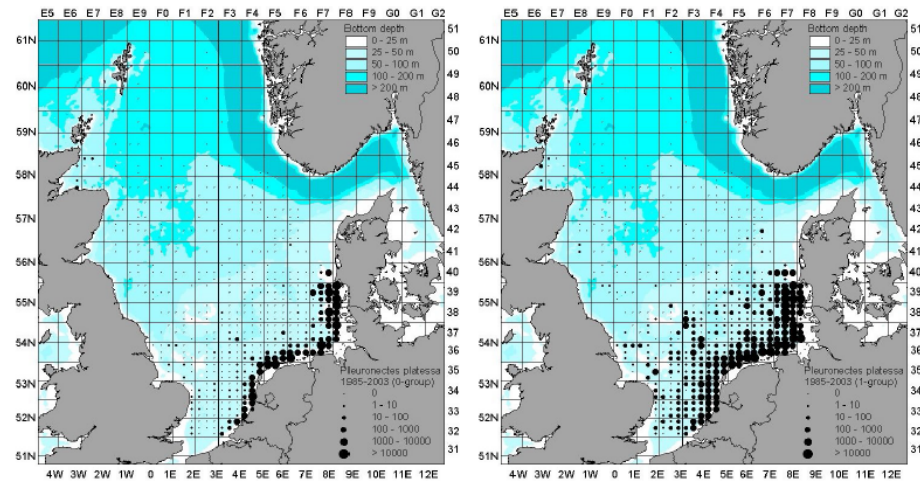 E5 E6 E7 E8 E9 F0 F1 F2 F3 F4 F5 F6 F7 F8 F9 G0 G1 G2
61N
60N
59N
58N
57N
56N
55N
54N
53N
52N
51N
Bottom depth
0 - 25 m
25 - 50 m
50 - 100 m
100 - 200 m
> 200 m
51
50
49
48
47
46
45
44
43
42
41
40
39
38
37
36
35
34
33
32
31
Pleuronectes platessa
1985-2003 (0-group)
0
1 - 10
10 - 100
100 - 1000
1000 - 10000
> 10000
4W 3W 2W 1W 0 1E 2E 3E 4E 5E 6E 7E 8E 9E 10E 11E 12E
E5 E6 E7 E8 E9 F0 F1 F2 F3 F4 F5 F6 F7 F8 F9 G0 G1 G2
61N
60N
59N
58N
57N
56N
55N
54N
53N
52N
51N
Bottom depth
0 - 25 m
25 - 50 m
50 - 100 m
100 - 200 m
> 200 m
51
50
49
48
47
46
45
44
43
42
41
40
39
38
37
36
35
34
33
32
31
Pleuronectes platessa
1985-2003 (1-group)
0
1 - 10
10 - 100
100 - 1000
1000 - 10000
> 10000
4W 3W 2W 1W 0 1E 2E 3E 4E 5E 6E 7E 8E 9E 10E 11E 12E